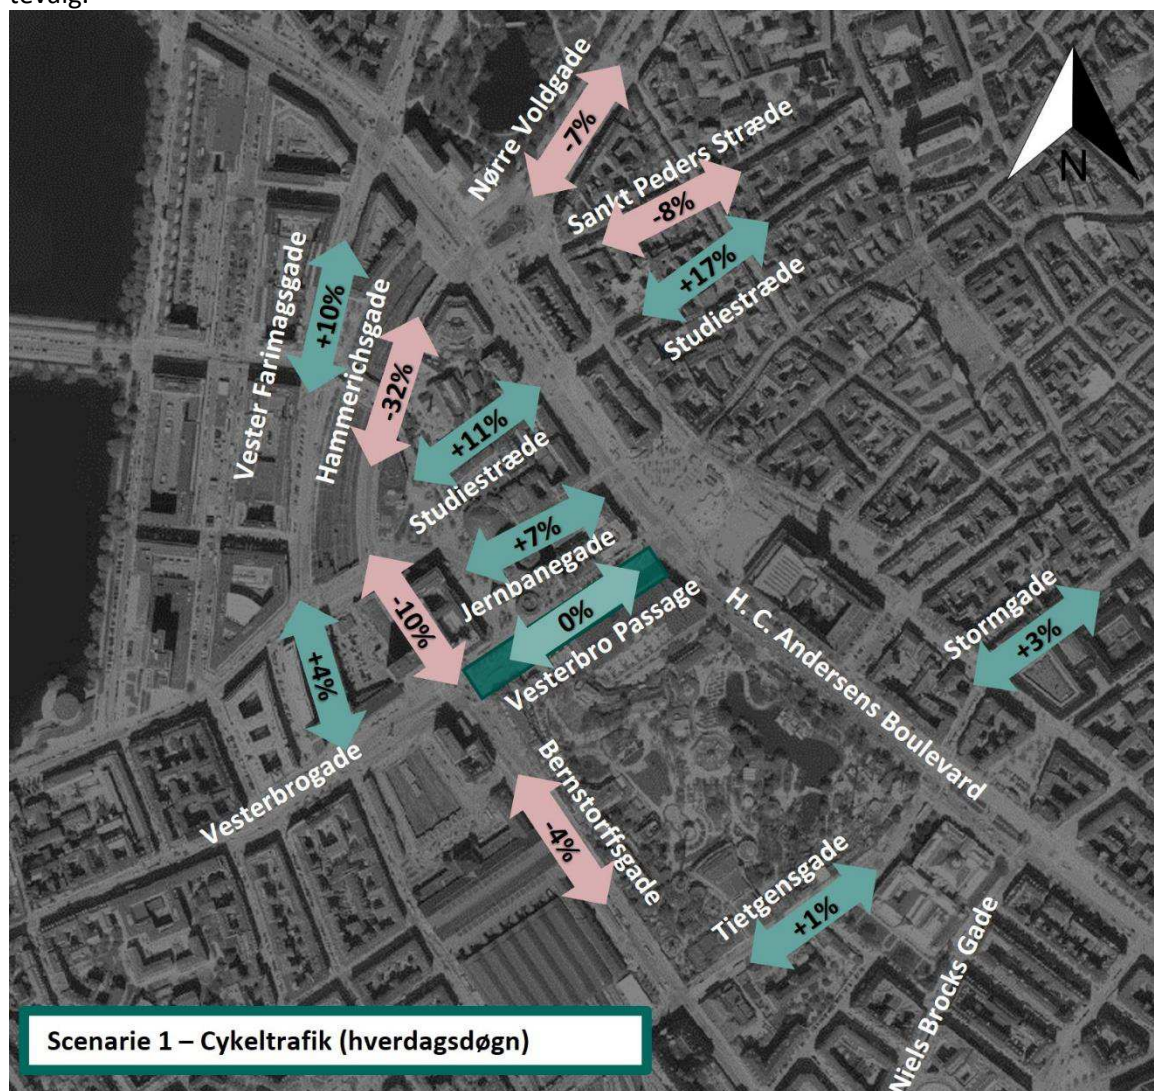 tevalg.
Nørre Voldgade
-7%
Sankt Peders Stræde
-8%
+17%
Studiestræde
Vester Farimagsgade
+10%
Hammerichsgade
-32%
+11%
Studiestræde
+7%
Jernbanegade
-10%
0%
Vesterbro Passage
H. C. Andersens Boulevard
Stormgade
+3%
+4%
Vesterbrogade
Bernstorffsgade
-4%
Tietgensgade
+1%
Niels Brocks Gade
N
Scenarie 1 – Cykeltrafik (hverdagsdøgn)